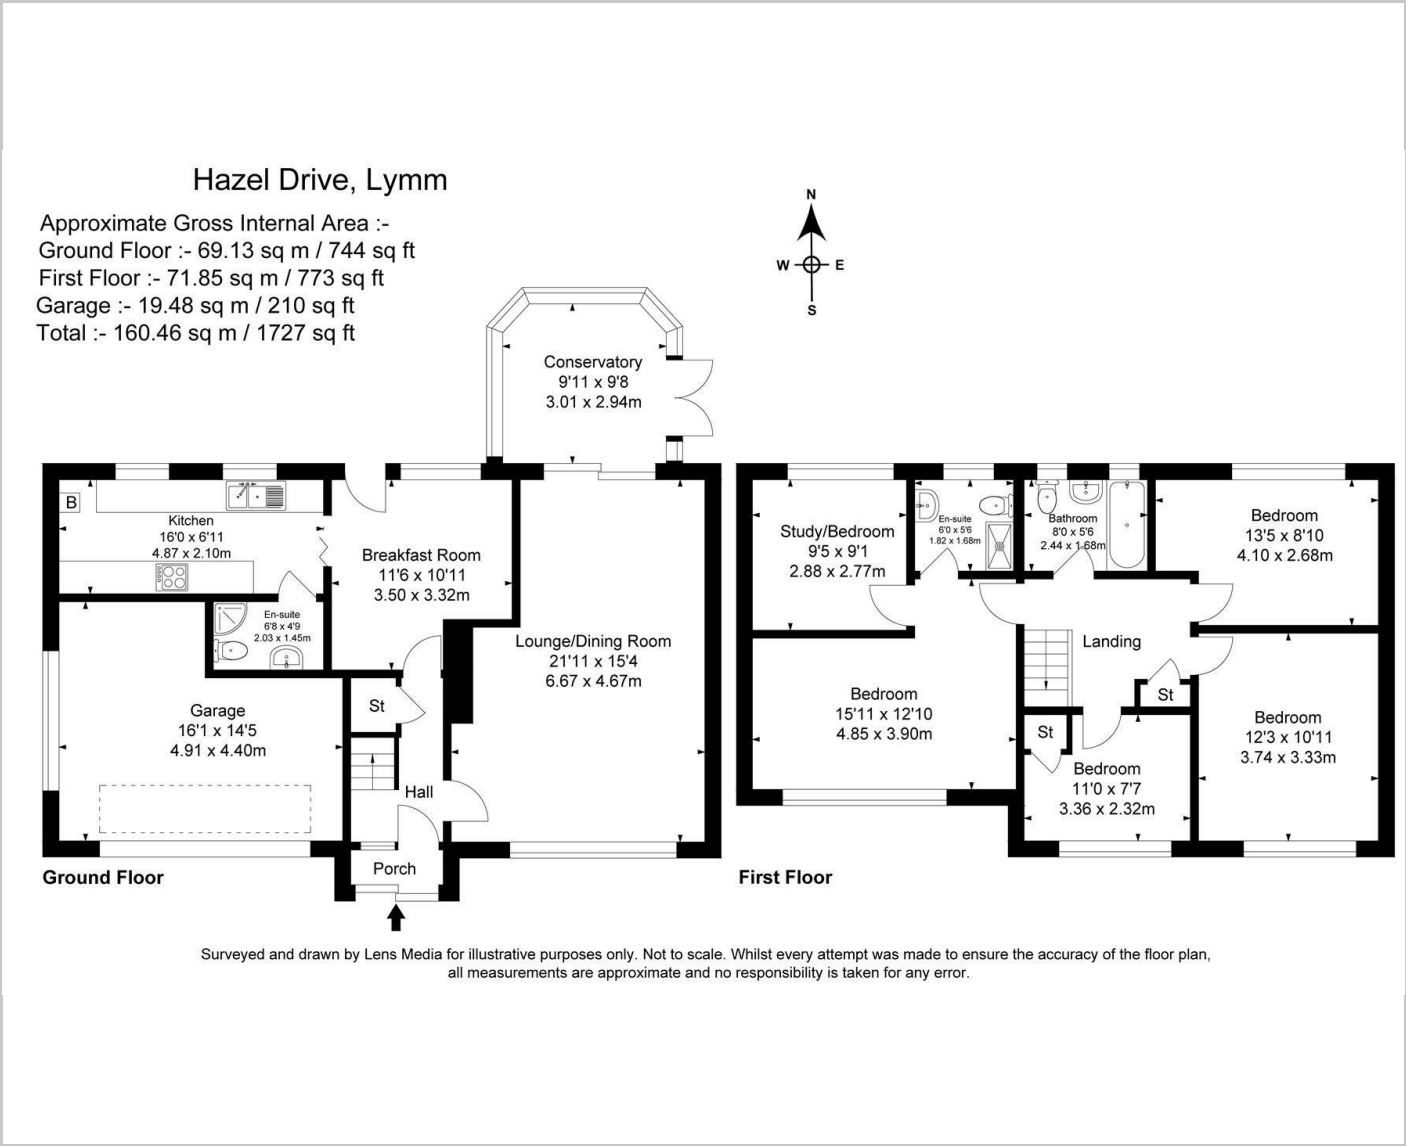 Hazel Drive, Lymm
Approximate Gross Internal Area :-
Ground Floor :- 69.13 sq m / 744 sq ft
First Floor :- 71.85 sq m / 773 sq ft
Garage :- 19.48 sq m / 210 sq ft
Total :- 160.46 sq m / 1727 sq ft
N
W
E
S
Conservatory
9'11 x 9'8
3.01 x 2.94m
B
Kitchen
16'0 x 6'11
4.87 x 2.10m
Breakfast Room
11'6 x 10'11
3.50 x 3.32m
En-suite
6'8 x 4'9
2.03 x 1.45m
Lounge/Dining Room
21'11 x 15'4
6.67 x 4.67m
Garage
16'1 x 14'5
4.91 x 4.40m
St
Hall
Porch
Ground Floor
Study/Bedroom
9'5 x 9'1
2.88 x 2.77m
En-suite
6'0 x 5'6
1.82 x 1.68m
Bathroom
8'0 x 5'6
2.44 x 1.68m
Bedroom
13'5 x 8'10
4.10 x 2.68m
Landing
St
Bedroom
15'11 x 12'10
4.85 x 3.90m
St
Bedroom
11'0 x 7'7
3.36 x 2.32m
Bedroom
12'3 x 10'11
3.74 x 3.33m
First Floor
Surveyed and drawn by Lens Media for illustrative purposes only. Not to scale. Whilst every attempt was made to ensure the accuracy of the floor plan,
all measurements are approximate and no responsibility is taken for any error.